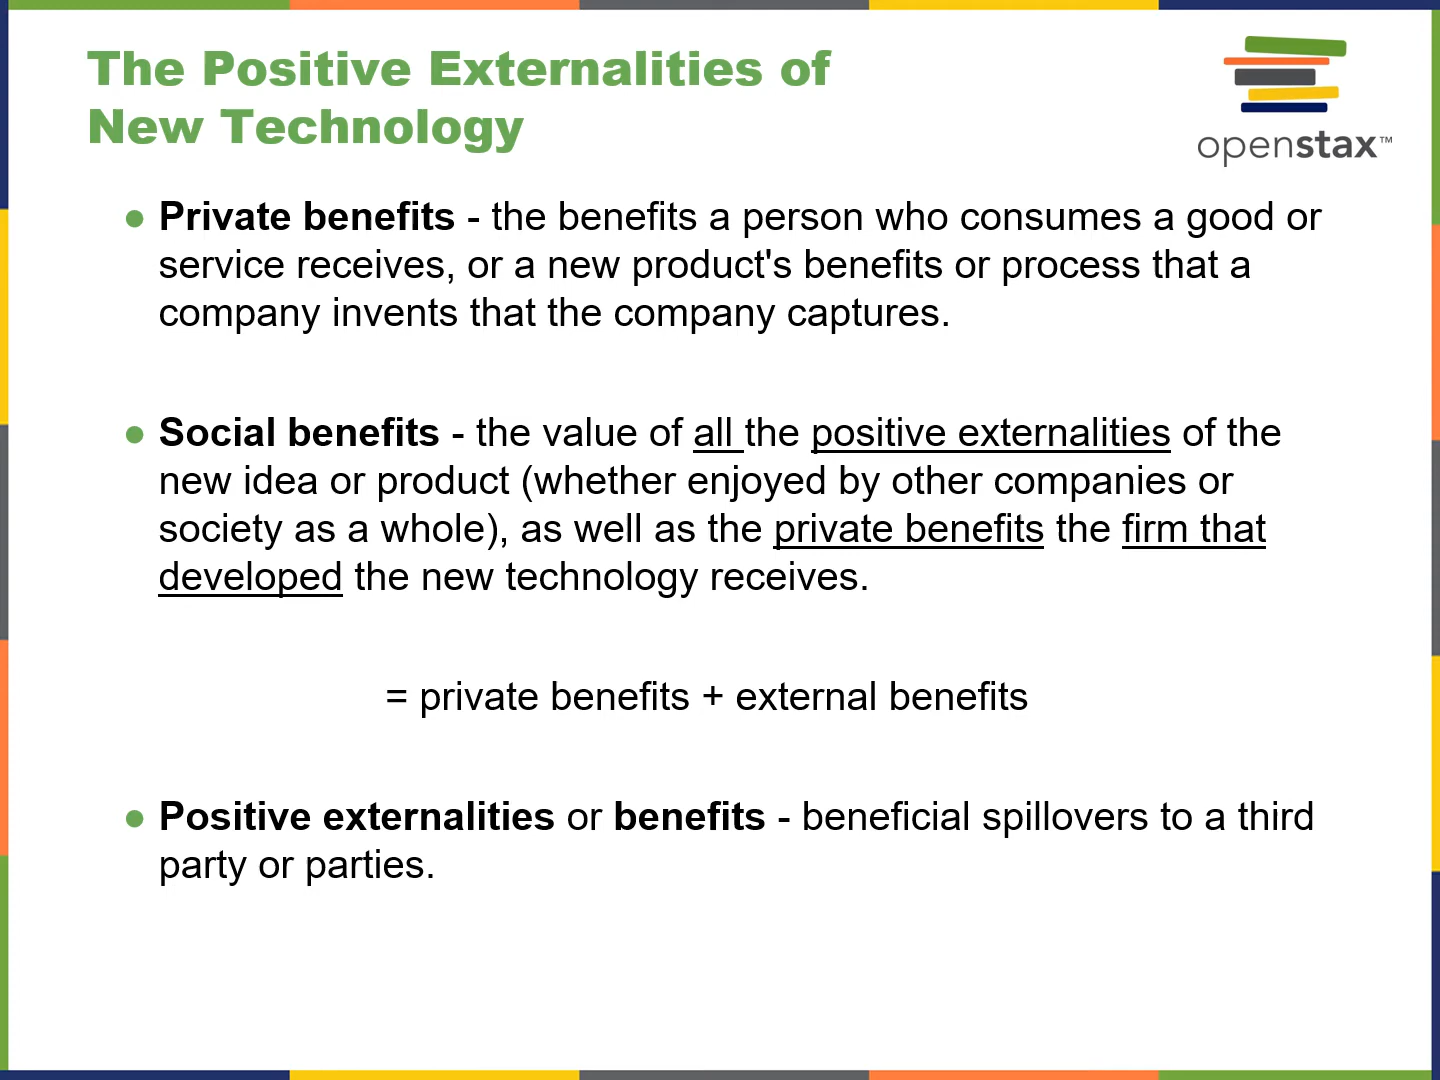 The Positive Externalities of
New Technology
openstax™
● Private benefits - the benefits a person who consumes a good or
service receives, or a new product's benefits or process that a
company invents that the company captures.
● Social benefits - the value of all the positive externalities of the
new idea or product (whether enjoyed by other companies or
society as a whole), as well as the private benefits the firm that
developed the new technology receives.
= private benefits + external benefits
● Positive externalities or benefits - beneficial spillovers to a third
party or parties.